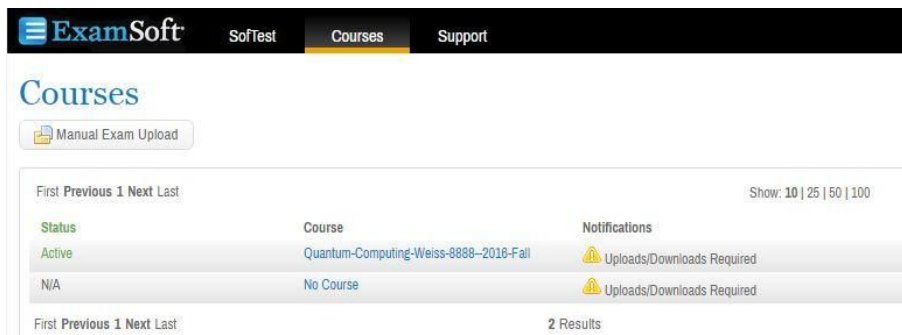 ExamSoft SofTest Courses Support
Courses
Manual Exam Upload
First Previous 1 Next Last Show: 10 | 25 | 50 | 100
Status Course Notifications
Active Quantum-Computing-Weiss-8888--2016-Fall Uploads/Downloads Required
N/A No Course Uploads/Downloads Required
First Previous 1 Next Last 2 Results